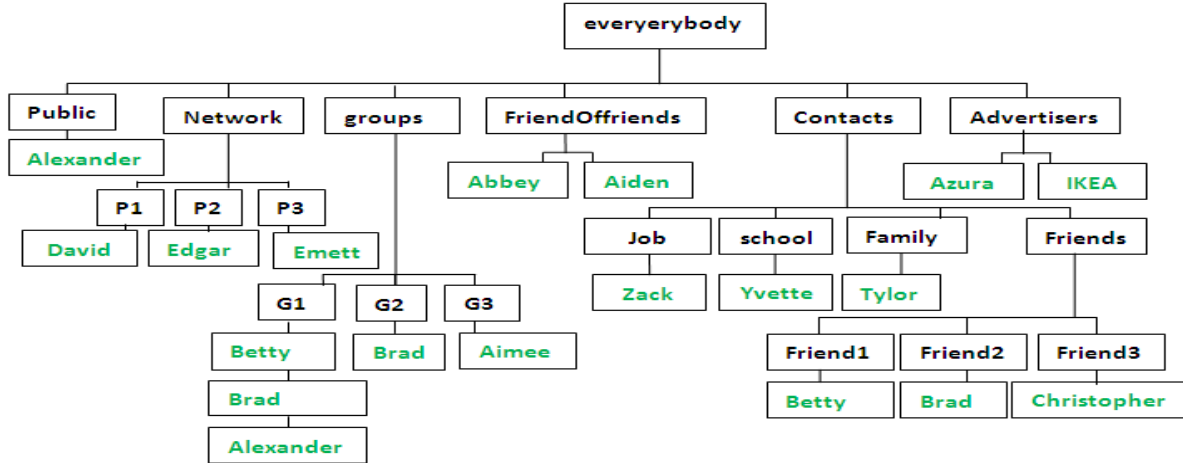 everyerybody
Public Network groups FriendOffriends Contacts Advertisers
Alexander
Abbey Aiden Azura IKEA
P1 P2 P3
David Edgar Emett
Job school Family Friends
Zack Yvette Tylor
G1 G2 G3
Betty Brad Aimee
Friend1 Friend2 Friend3
Brad
Betty Brad Christopher
Alexander